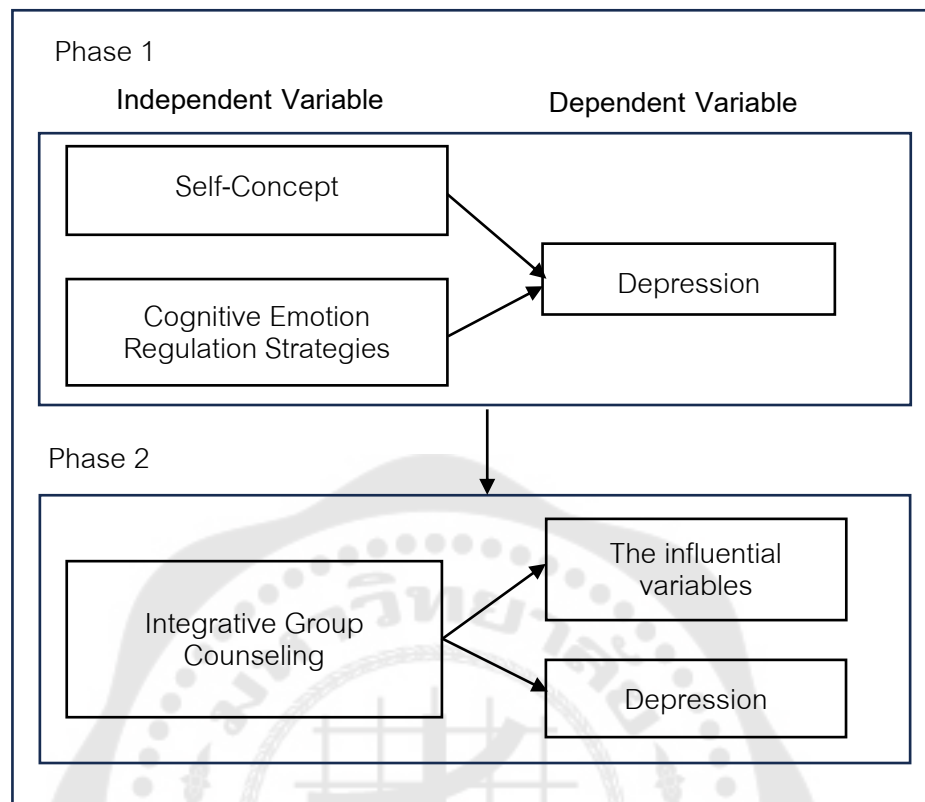 Phase 1
Independent Variable
Dependent Variable
Self-Concept
Cognitive Emotion
Regulation Strategies
Depression
Phase 2
Integrative Group
Counseling
The influential
variables
Depression